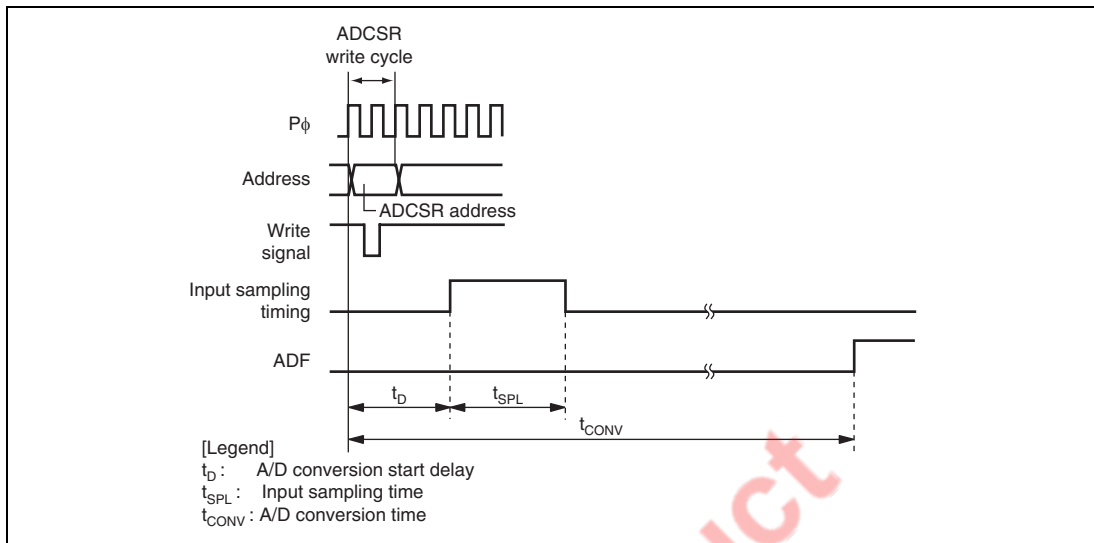 ADCSR
write cycle
Pϕ
Address
ADCSR address
Write
signal
Input sampling
timing
ADF
tD
tSPL
tCONV
[Legend]
tD : A/D conversion start delay
tSPL : Input sampling time
tCONV : A/D conversion time
uct